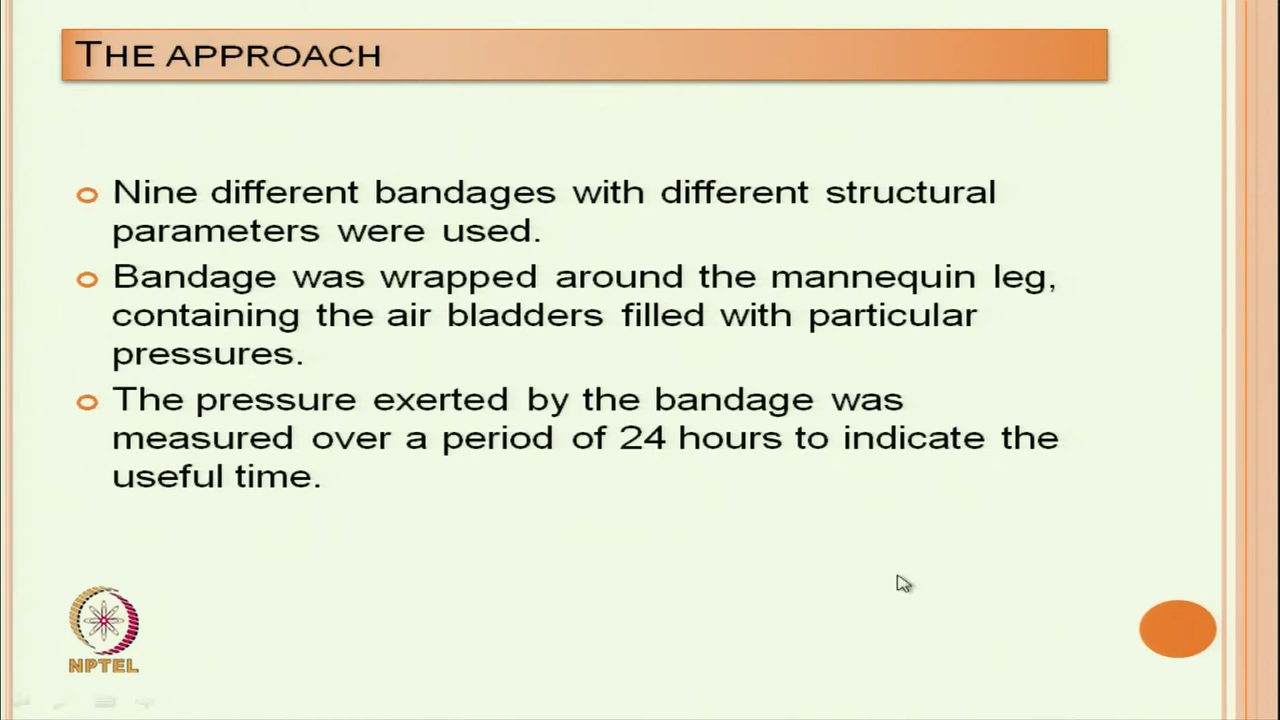 THE APPROACH
Nine different bandages with different structural
parameters were used.
Bandage was wrapped around the mannequin leg,
containing the air bladders filled with particular
pressures.
The pressure exerted by the bandage was
measured over a period of 24 hours to indicate the
useful time.
NPTEL